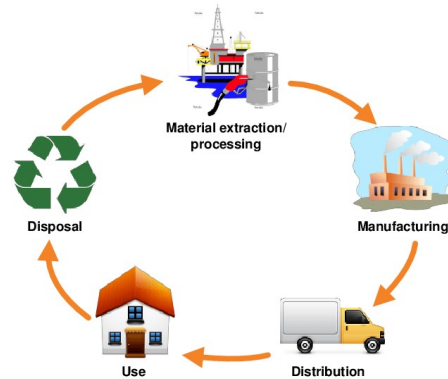 Material extraction/
processing
Manufacturing
Distribution
Use
Disposal